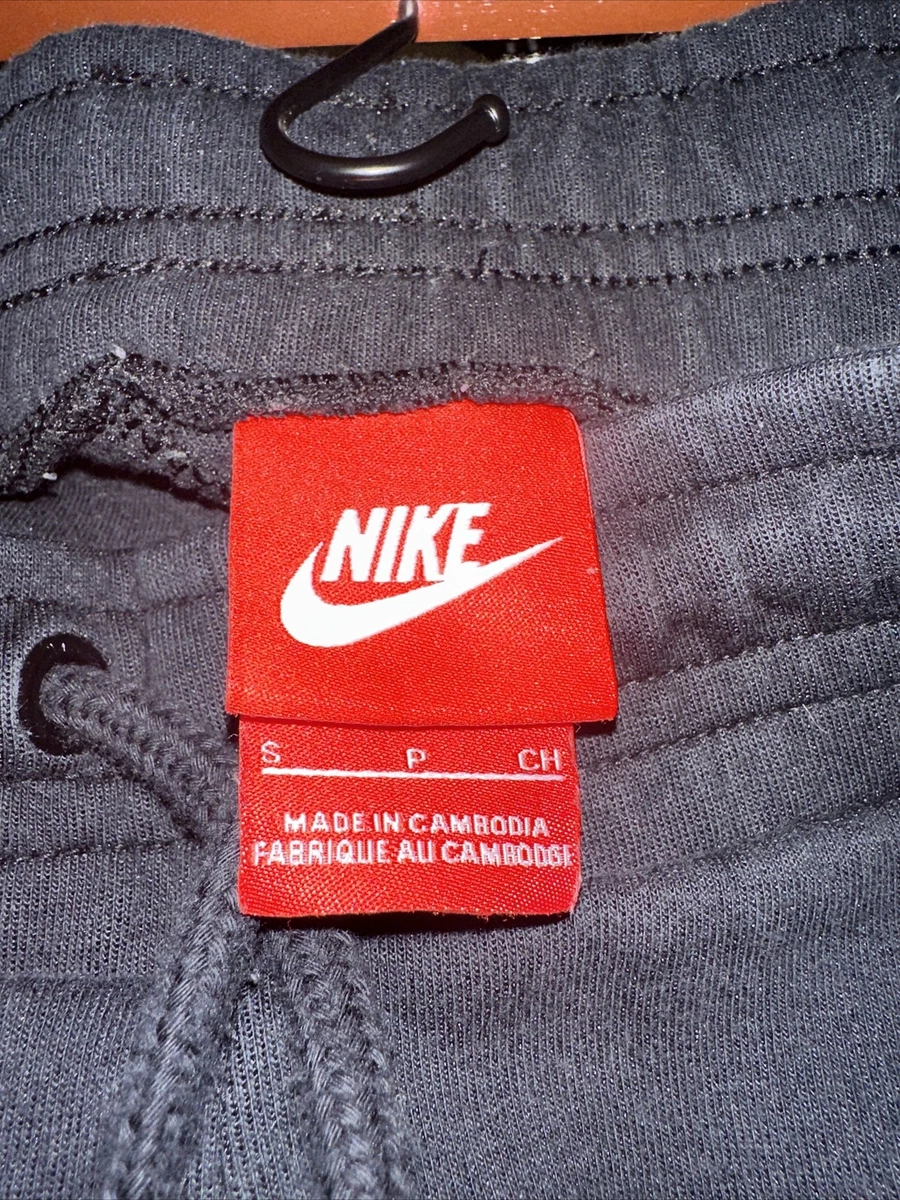 NIKE
S P CH
MADE IN CAMBODIA
FABRIQUE AU CAMBODGE